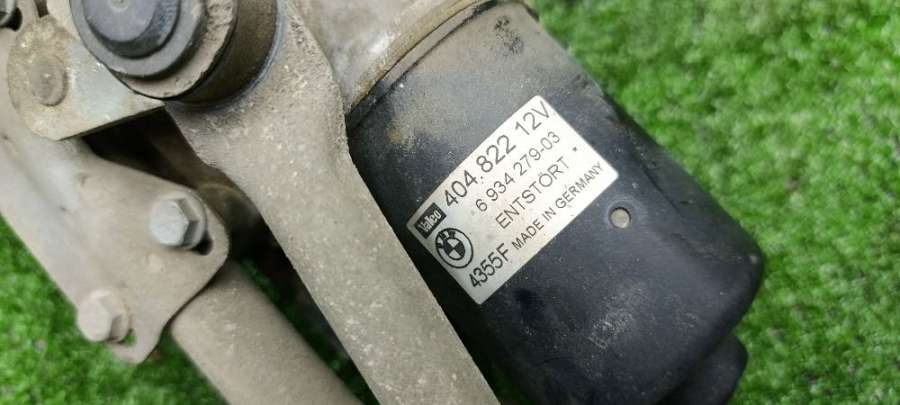 Valeo 404.822 12V
6 934 279-03
ENTSTÖRT
4355F MADE IN GERMANY